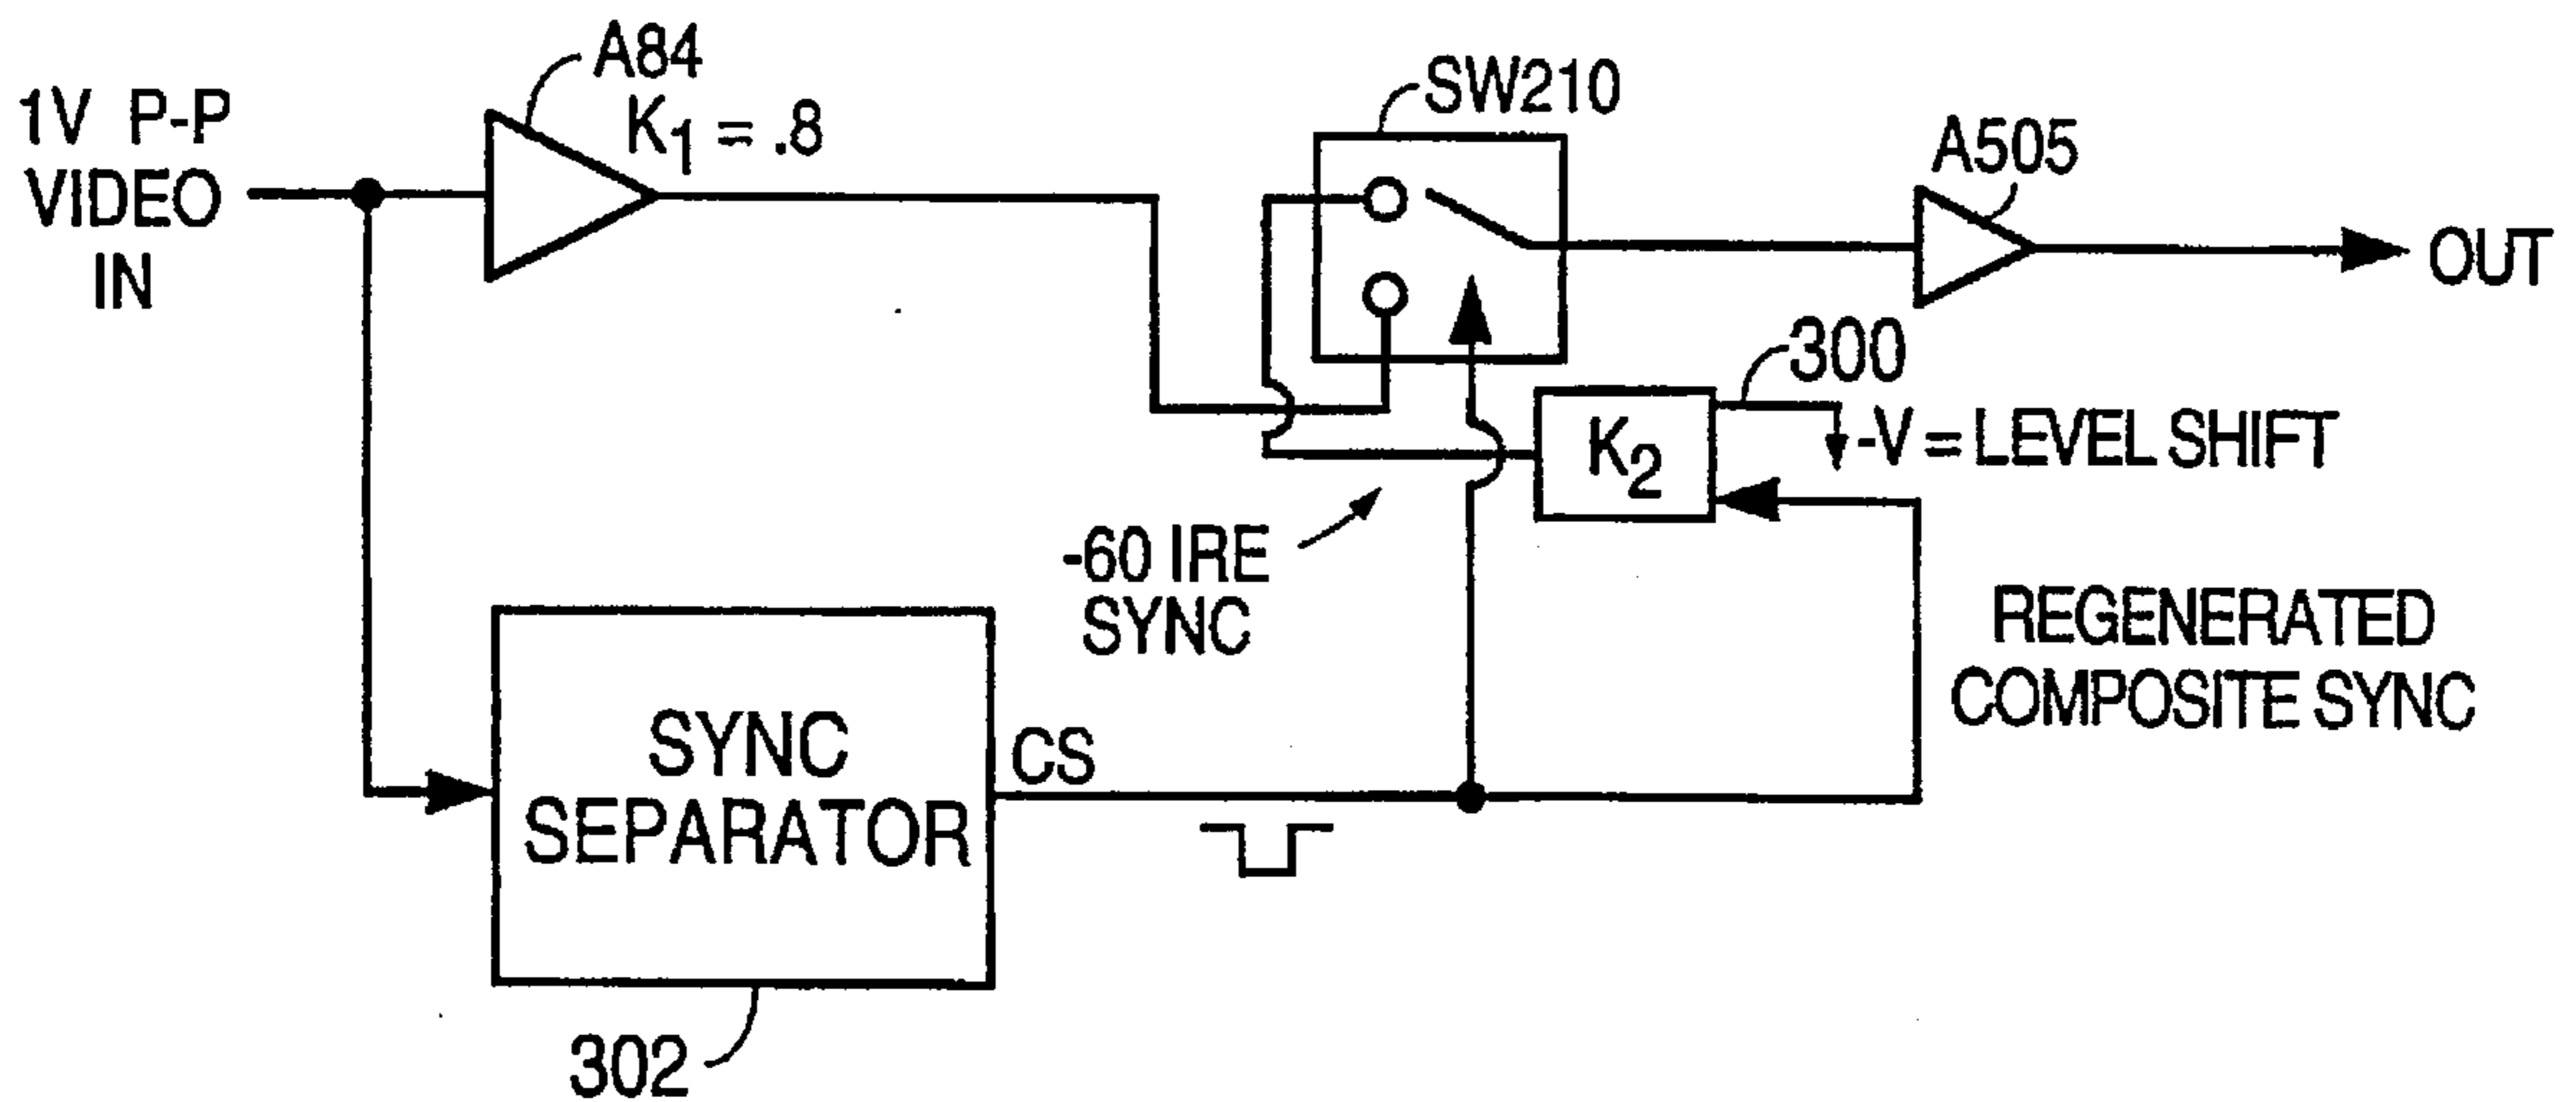 A84
1V P-P
VIDEO
IN
K1 = .8
SW210
A505
OUT
300
K2
-V = LEVEL SHIFT
-60 IRE
SYNC
REGENERATED
COMPOSITE SYNC
SYNC
SEPARATOR
CS
302